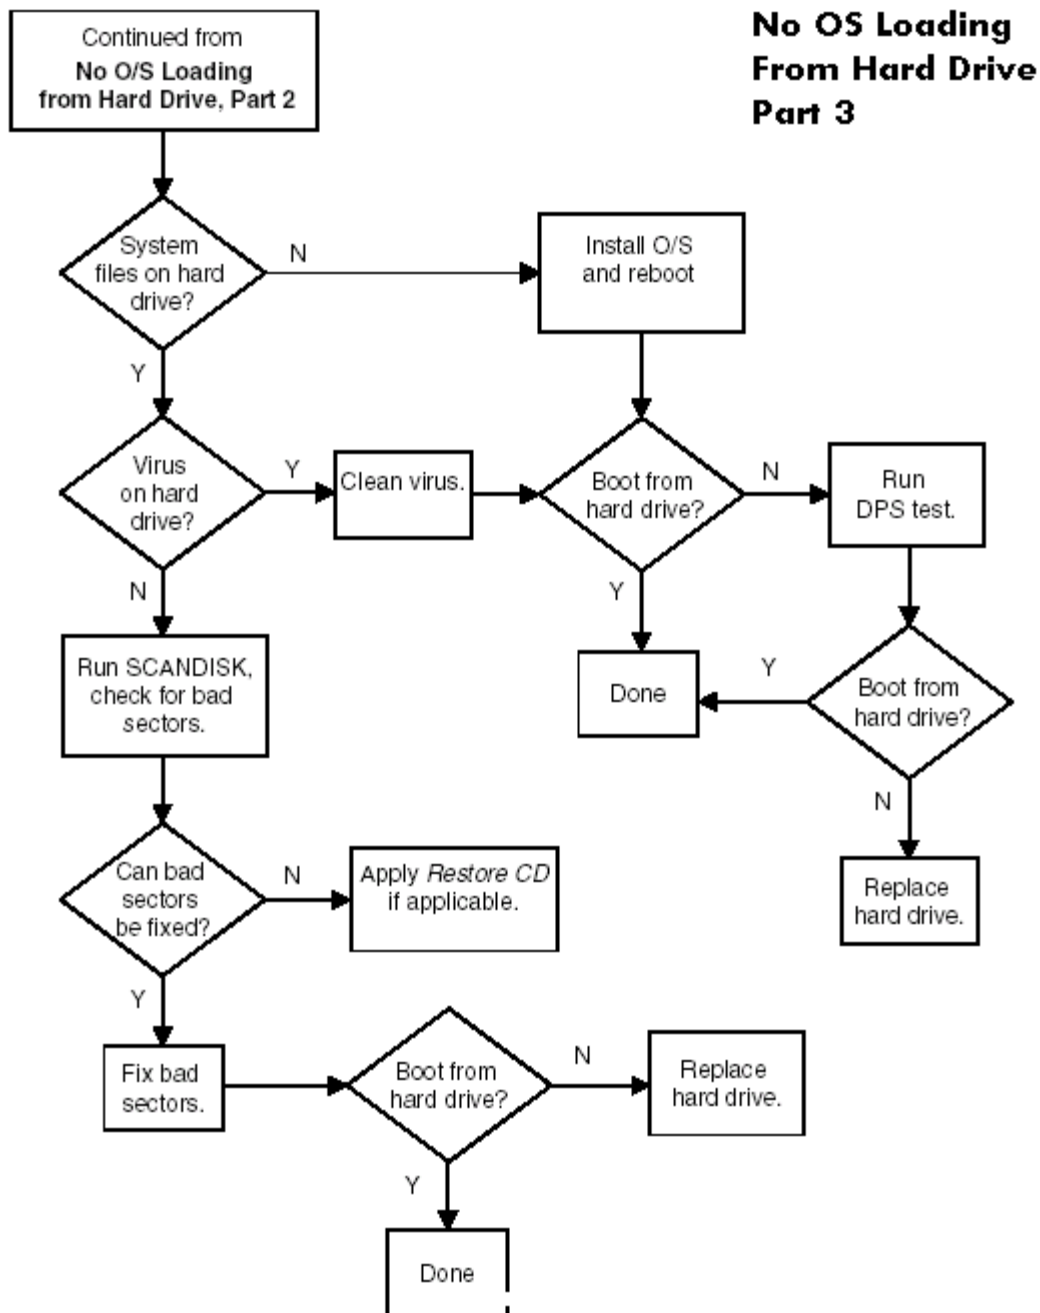 No OS Loading
From Hard Drive
Part 3
Continued from
No O/S Loading
from Hard Drive, Part 2
System
files on hard
drive?
N
Install O/S
and reboot
Y
Virus
on hard
drive?
Y
Clean virus.
Boot from
hard drive?
N
Run
DPS test.
N
Y
Run SCANDISK,
check for bad
sectors.
Done
Y
Boot from
hard drive?
N
Can bad
sectors
be fixed?
N
Apply Restore CD
if applicable.
Replace
hard drive.
Y
Fix bad
sectors.
Boot from
hard drive?
N
Replace
hard drive.
Y
Done